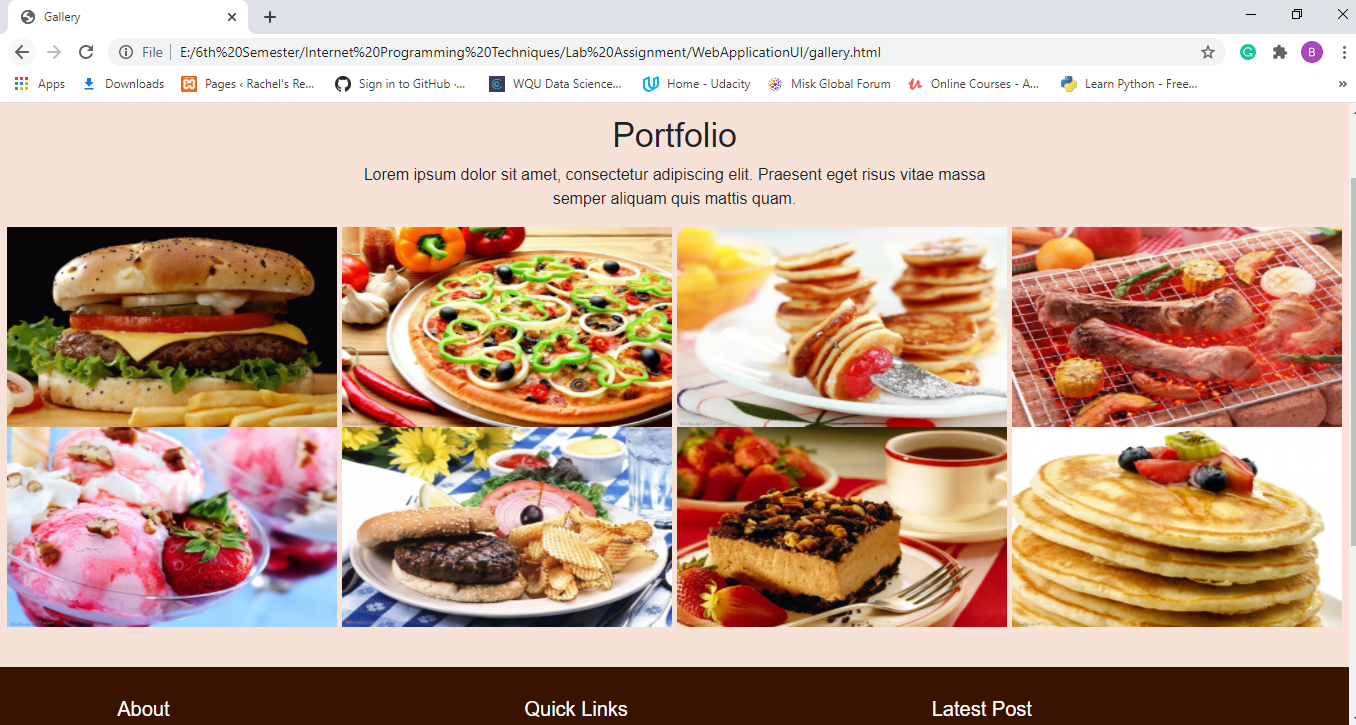 Gallery
File
E:/6th%20Semester/Internet%20Programming%20Techniques/Lab%20Assignment/WebApplicationUI/gallery.html
B
Apps
Downloads
Pages ‹ Rachel's Re...
Sign in to GitHub ·...
WQU Data Science...
Home - Udacity
Misk Global Forum
Online Courses - A...
Learn Python - Free...
»
Portfolio
Lorem ipsum dolor sit amet, consectetur adipiscing elit. Praesent eget risus vitae massa
semper aliquam quis mattis quam.
About
Quick Links
Latest Post